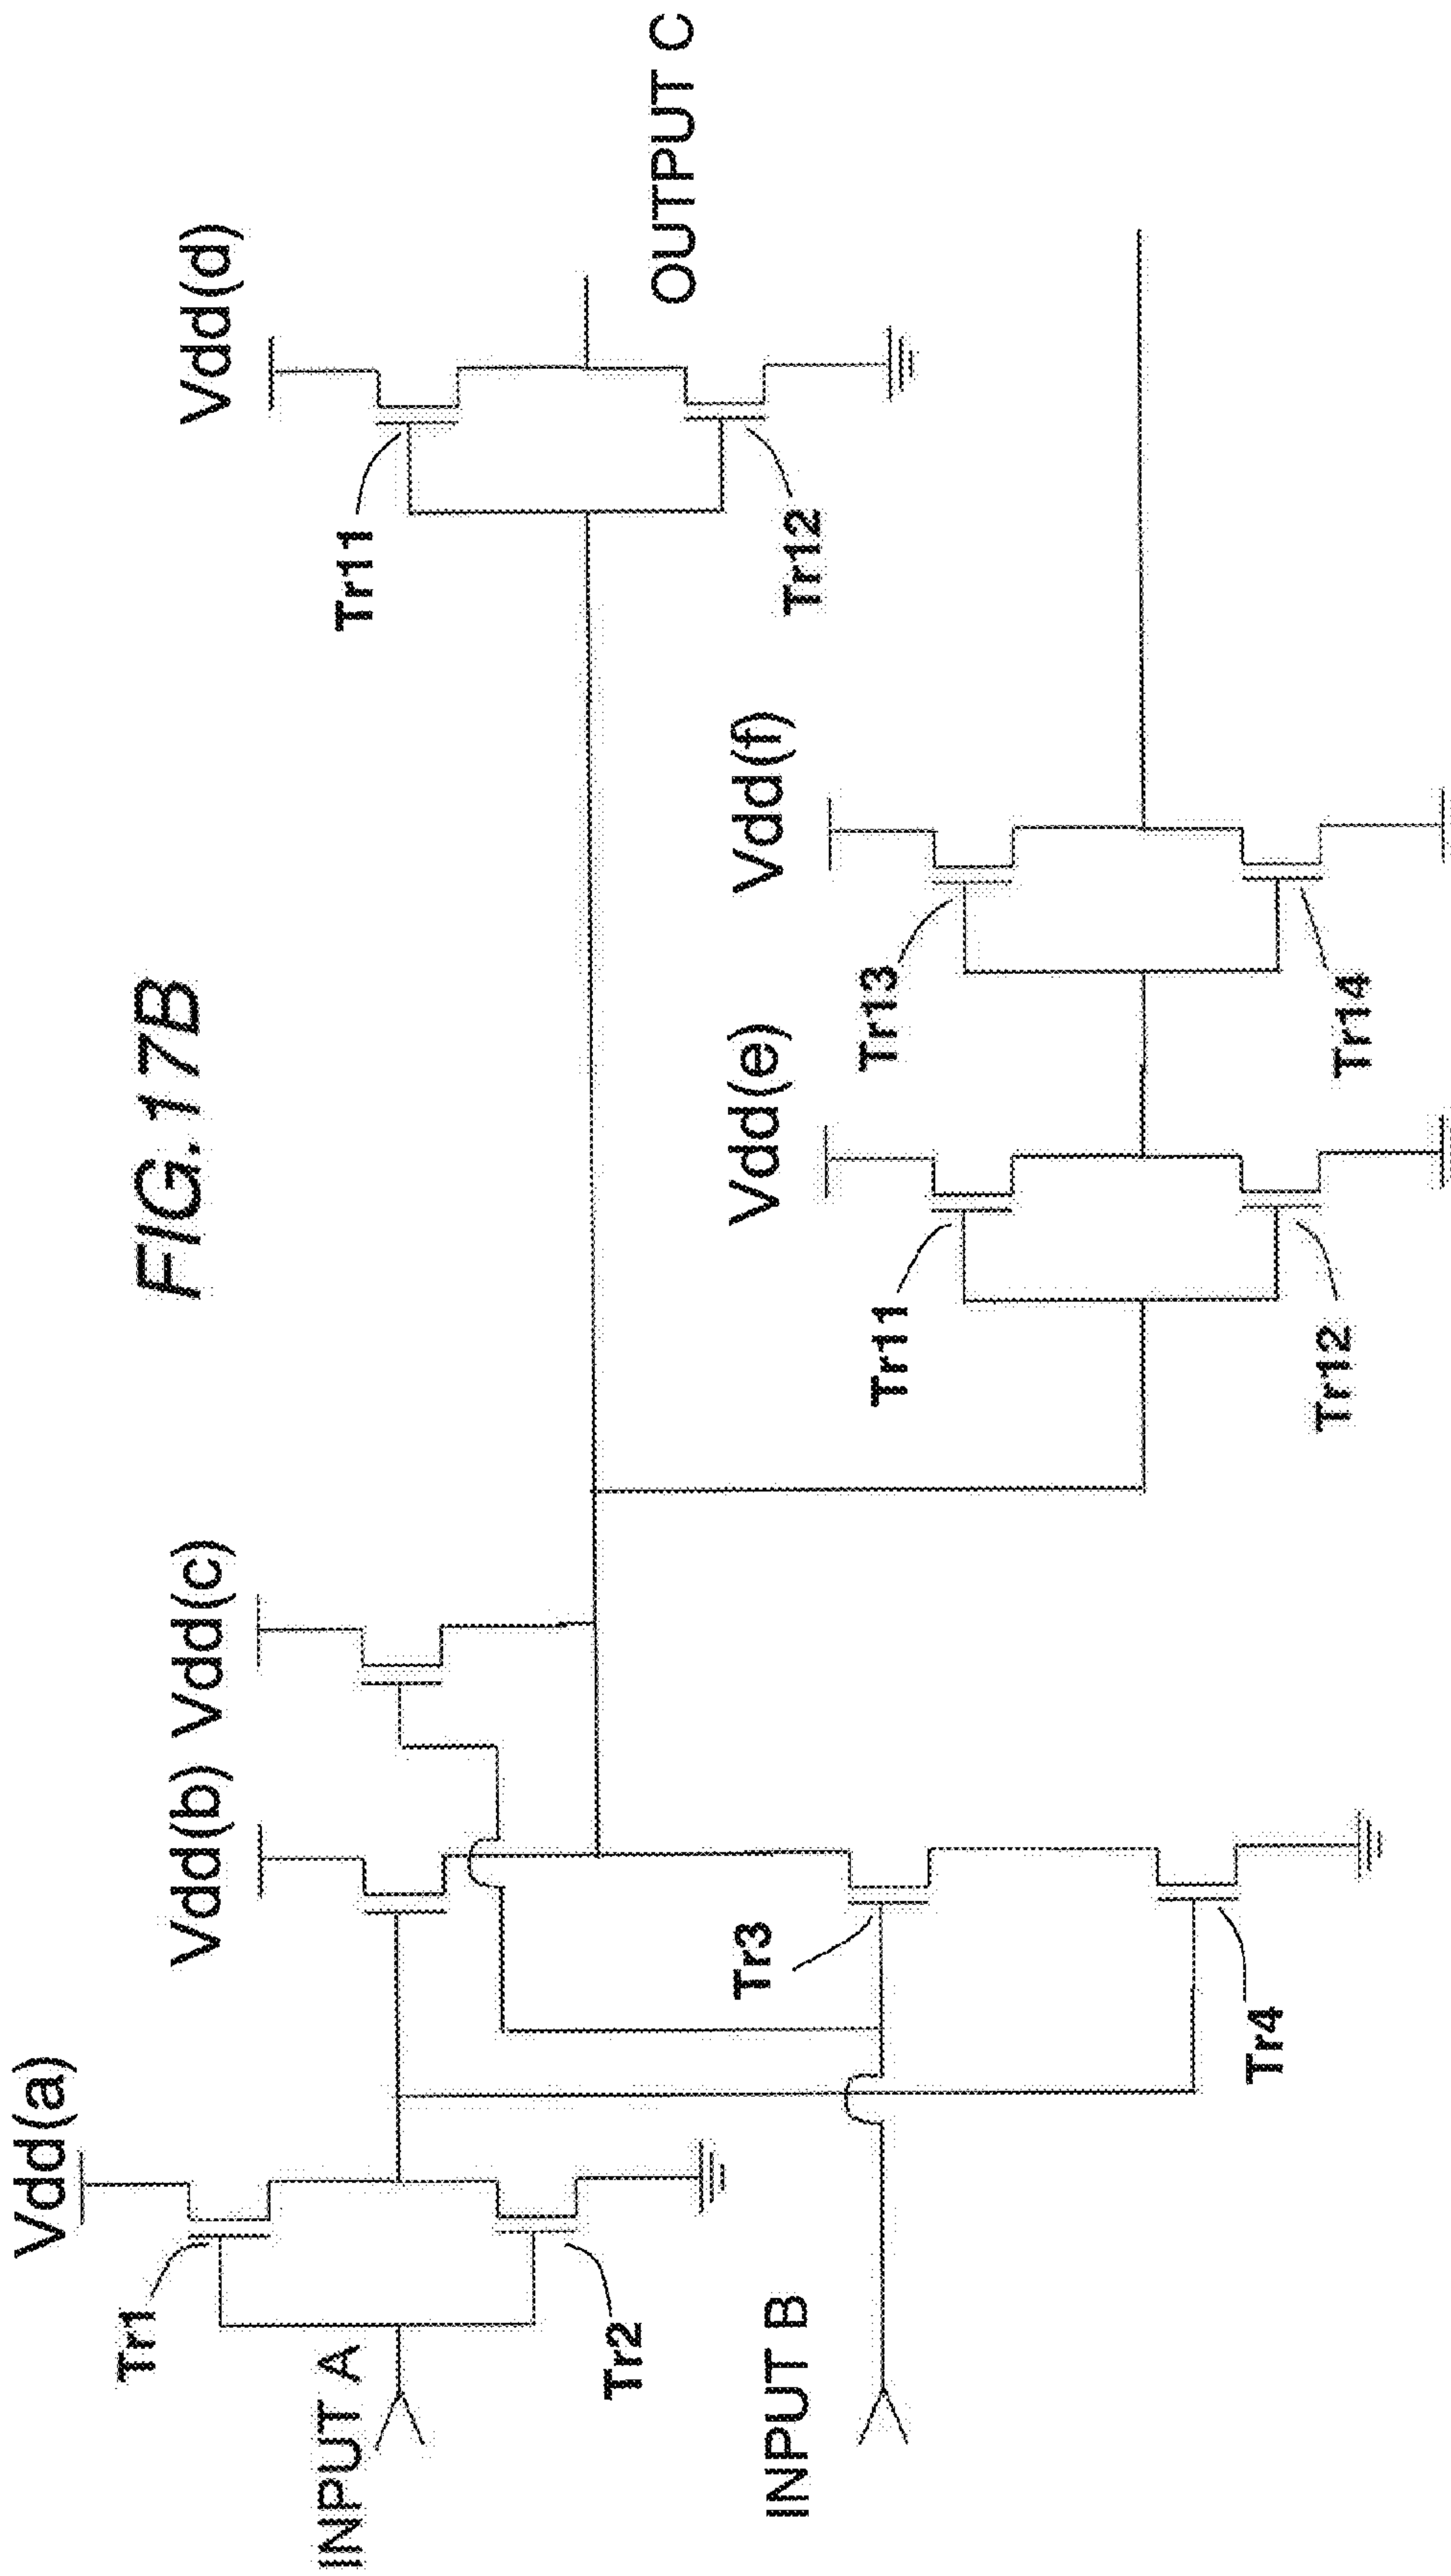 FIG.17B
Vdd(a)
Vdd(b) Vdd(c)
Vdd(d)
Tr1
Tr11
INPUT A
OUTPUT C
Tr2
Tr3
Vdd(e)
Vdd(f)
Tr12
INPUT B
Tr11
Tr13
Tr4
Tr12
Tr14